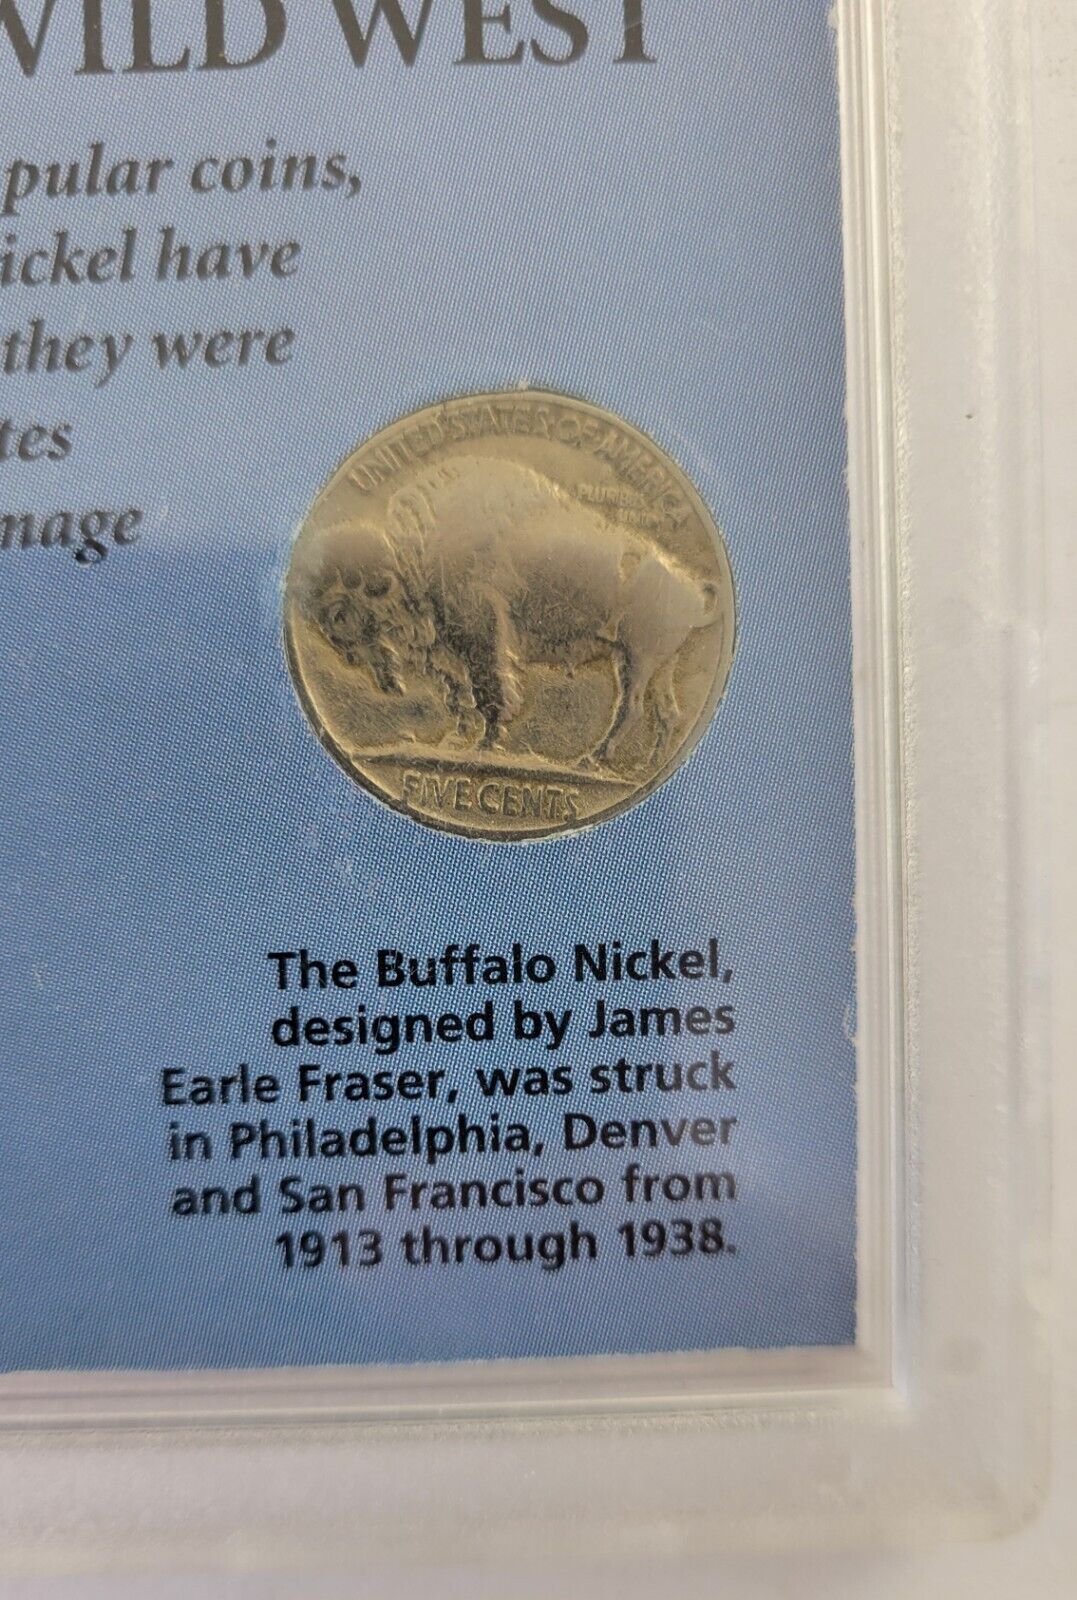 WILD WEST
pular coins,
ickel have
they were
tes
mage
UNITED STATES OF AMERICA
PLURIBUS
UNUM
FIVE CENTS
The Buffalo Nickel,
designed by James
Earle Fraser, was struck
in Philadelphia, Denver
and San Francisco from
1913 through 1938.